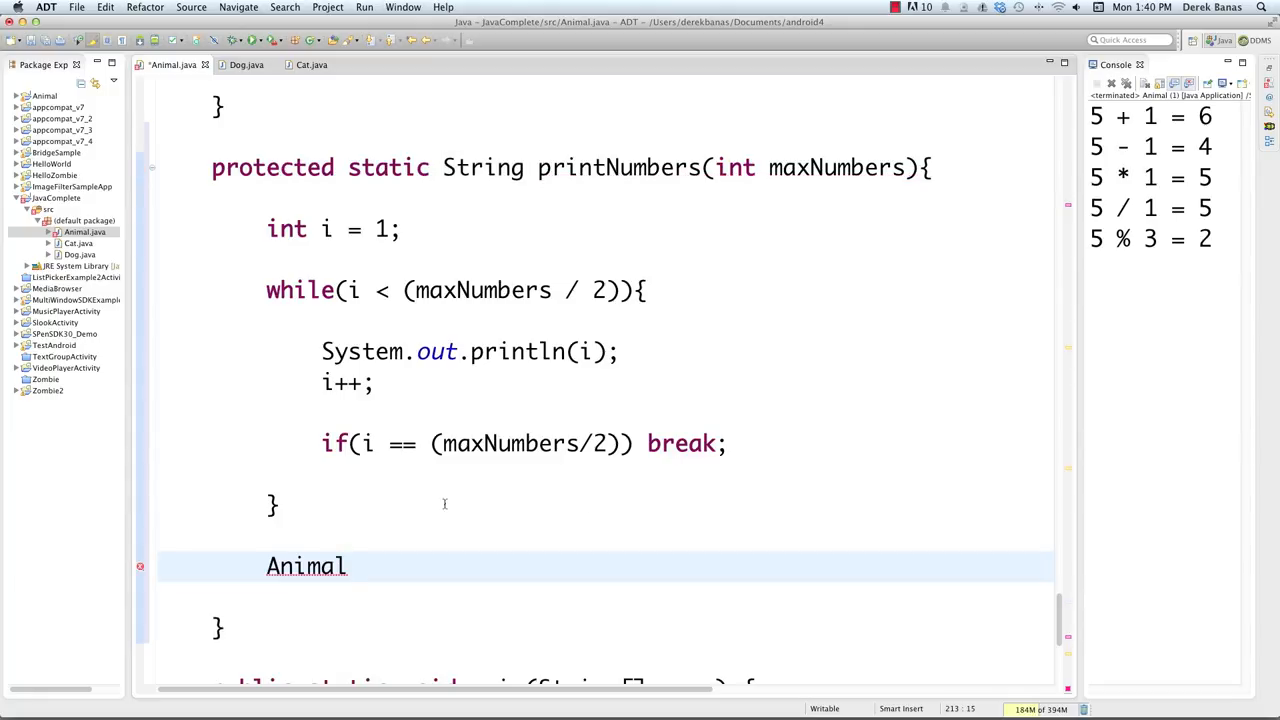 ADT File Edit Refactor Source Navigate Search Project Run Window Help 10 Mon 1:40 PM Derek Banas
Java - JavaComplete/src/Animal.java - ADT - /Users/derekbanas/Documents/android4
Quick Access Java DDMS
Package Exp
*Animal.java Dog.java Cat.java
Console
<terminated> Animal (1) [Java Application]
Animal
appcompat_v7
appcompat_v7_2
appcompat_v7_3
appcompat_v7_4
BridgeSample
HelloWorld
HelloZombie
ImageFilterSampleApp
JavaComplete
src
(default package)
Animal.java
Cat.java
Dog.java
JRE System Library
ListPickerExample2Activi
MediaBrowser
MultiWindowSDKExample
MusicPlayerActivity
SlookActivity
SPenSDK30_Demo
TestAndroid
TextGroupActivity
VideoPlayerActivity
Zombie
Zombie2
}
protected static String printNumbers(int maxNumbers){
int i = 1;
while(i < (maxNumbers / 2)){
System.out.println(i);
i++;
if(i == (maxNumbers/2)) break;
}
Animal
}
5 + 1 = 6
5 - 1 = 4
5 * 1 = 5
5 / 1 = 5
5 % 3 = 2
Writable Smart Insert 213 : 15 184M of 394M